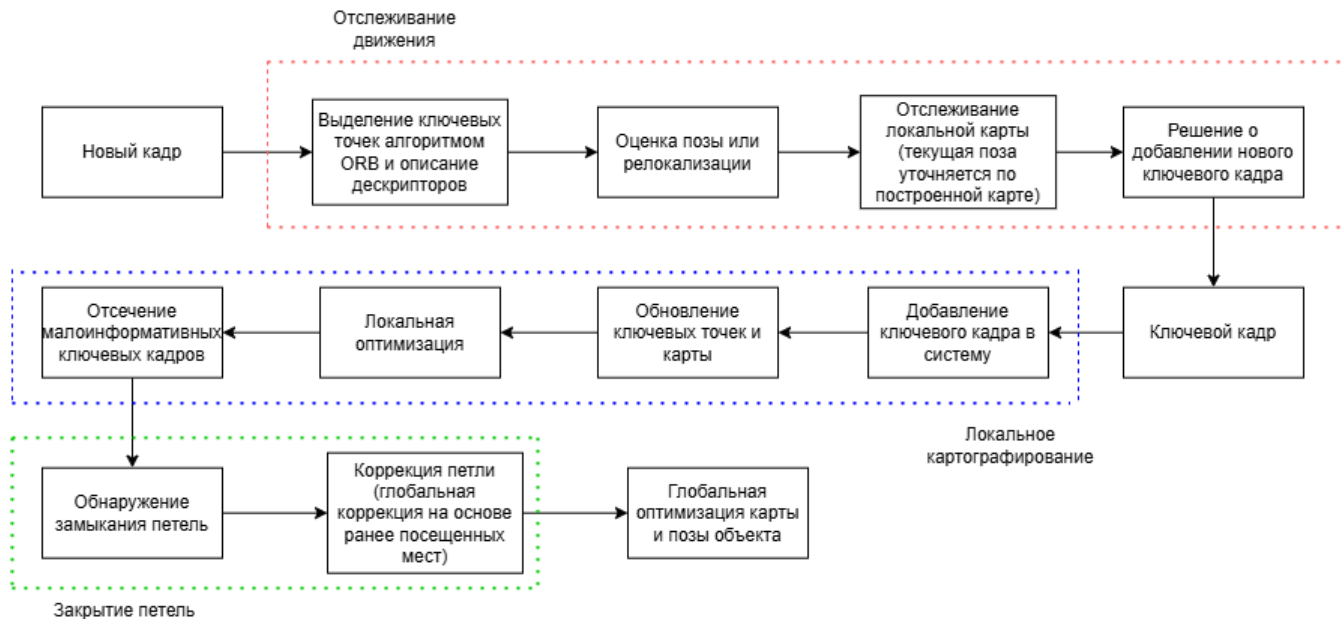 Отслеживание
движения
Новый кадр
Выделение ключевых
точек алгоритмом
ORB и описание
дескрипторов
Оценка позы или
релокализации
Отслеживание
локальной карты
(текущая поза
уточняется по
построенной карте)
Решение о
добавлении нового
ключевого кадра
Отсечение
малоинформативных
ключевых кадров
Локальная
оптимизация
Обновление
ключевых точек и
карты
Добавление
ключевого кадра в
систему
Ключевой кадр
Локальное
картографирование
Обнаружение
замыкания петель
Коррекция петли
(глобальная
коррекция на основе
ранее посещенных
мест)
Глобальная
оптимизация карты
и позы объекта
Закрытие петель